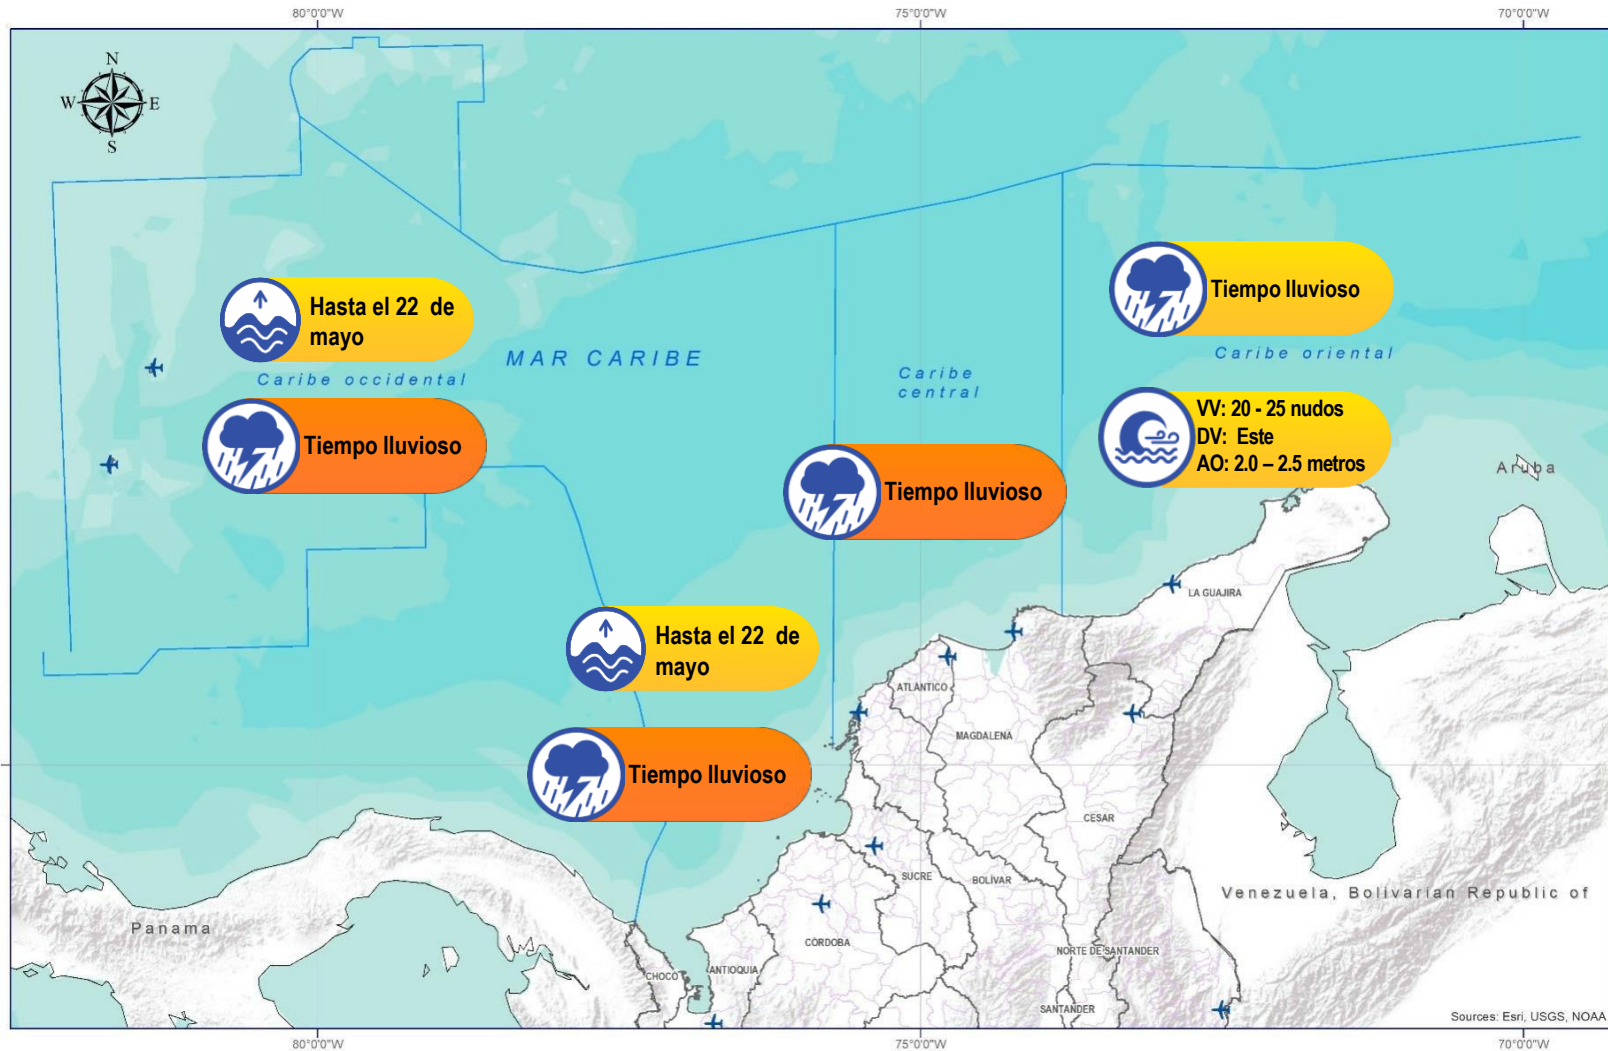 80°0'0"W
75°0'0"W
70°0'0"W
N
W
E
S
Hasta el 22 de
mayo
Tiempo lluvioso
MAR CARIBE
Caribe occidental
Tiempo lluvioso
Caribe
central
Caribe oriental
VV: 20 - 25 nudos
DV: Este
AO: 2.0 – 2.5 metros
Tiempo lluvioso
Aruba
LA GUAJIRA
Hasta el 22 de
mayo
ATLÁNTICO
MAGDALENA
Tiempo lluvioso
CESAR
SUCRE
BOLÍVAR
Venezuela, Bolivarian Republic of
Panama
CÓRDOBA
NORTE DE SANTANDER
CHOCÓ
ANTIOQUIA
SANTANDER
Sources: Esri, USGS, NOAA
80°0'0"W
75°0'0"W
70°0'0"W